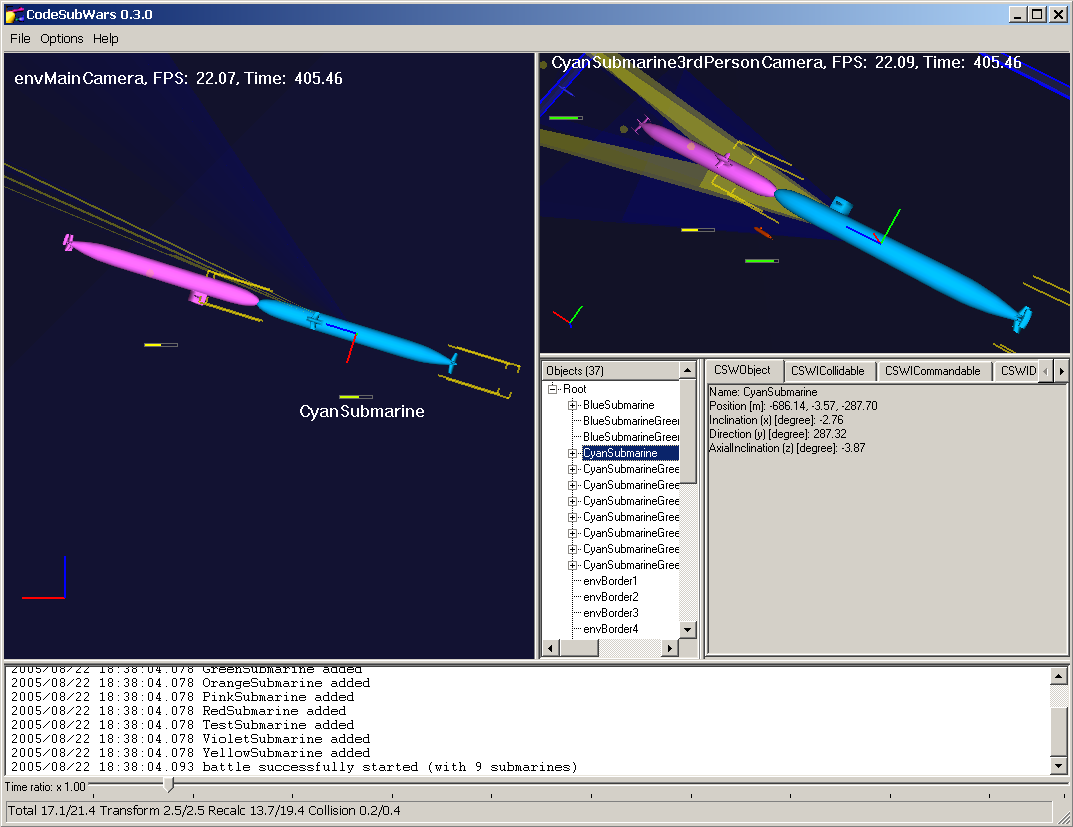 CodeSubWars 0.3.0
File Options Help
envMainCamera, FPS: 22.07, Time: 405.46
CyanSubmarine
CyanSubmarine3rdPersonCamera, FPS: 22.09, Time: 405.46
Objects (37)
Root
BlueSubmarine
BlueSubmarineGreer
BlueSubmarineGreer
CyanSubmarine
CyanSubmarineGree
CyanSubmarineGree
CyanSubmarineGree
CyanSubmarineGree
CyanSubmarineGree
CyanSubmarineGree
CyanSubmarineGree
envBorder1
envBorder2
envBorder3
envBorder4
CSWObject CSWICollidable CSWICommandable CSWID
Name: CyanSubmarine
Position [m]: -686.14, -3.57, -287.70
Inclination (x) [degree]: -2.76
Direction (y) [degree]: 287.32
AxialInclination (z) [degree]: -3.87
2005/08/22 18:38:04.078 GreenSubmarine added
2005/08/22 18:38:04.078 OrangeSubmarine added
2005/08/22 18:38:04.078 PinkSubmarine added
2005/08/22 18:38:04.078 RedSubmarine added
2005/08/22 18:38:04.078 TestSubmarine added
2005/08/22 18:38:04.078 VioletSubmarine added
2005/08/22 18:38:04.078 YellowSubmarine added
2005/08/22 18:38:04.093 battle successfully started (with 9 submarines)
Time ratio: x 1.00
Total 17.1/21.4 Transform 2.5/2.5 Recalc 13.7/19.4 Collision 0.2/0.4